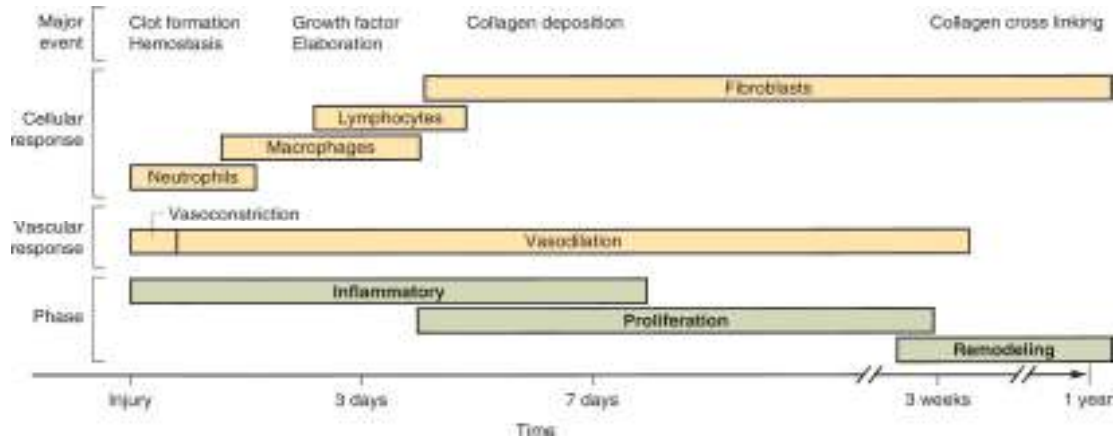 Major event
Clot formation
Hemostasis
Growth factor
Elaboration
Collagen deposition
Collagen cross linking
Cellular response
Fibroblasts
Lymphocytes
Macrophages
Neutrophils
Vascular response
Vasoconstriction
Vasodilation
Phase
Inflammatory
Proliferation
Remodeling
Injury
3 days
7 days
3 weeks
1 year
Time